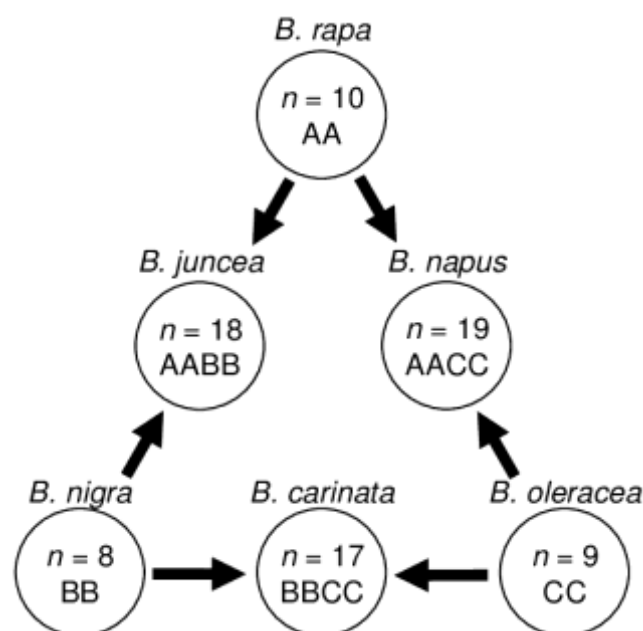 B. rapa
n = 10
AA
B. juncea
n = 18
AABB
B. napus
n = 19
AACC
B. nigra
n = 8
BB
B. carinata
n = 17
BBCC
B. oleracea
n = 9
CC